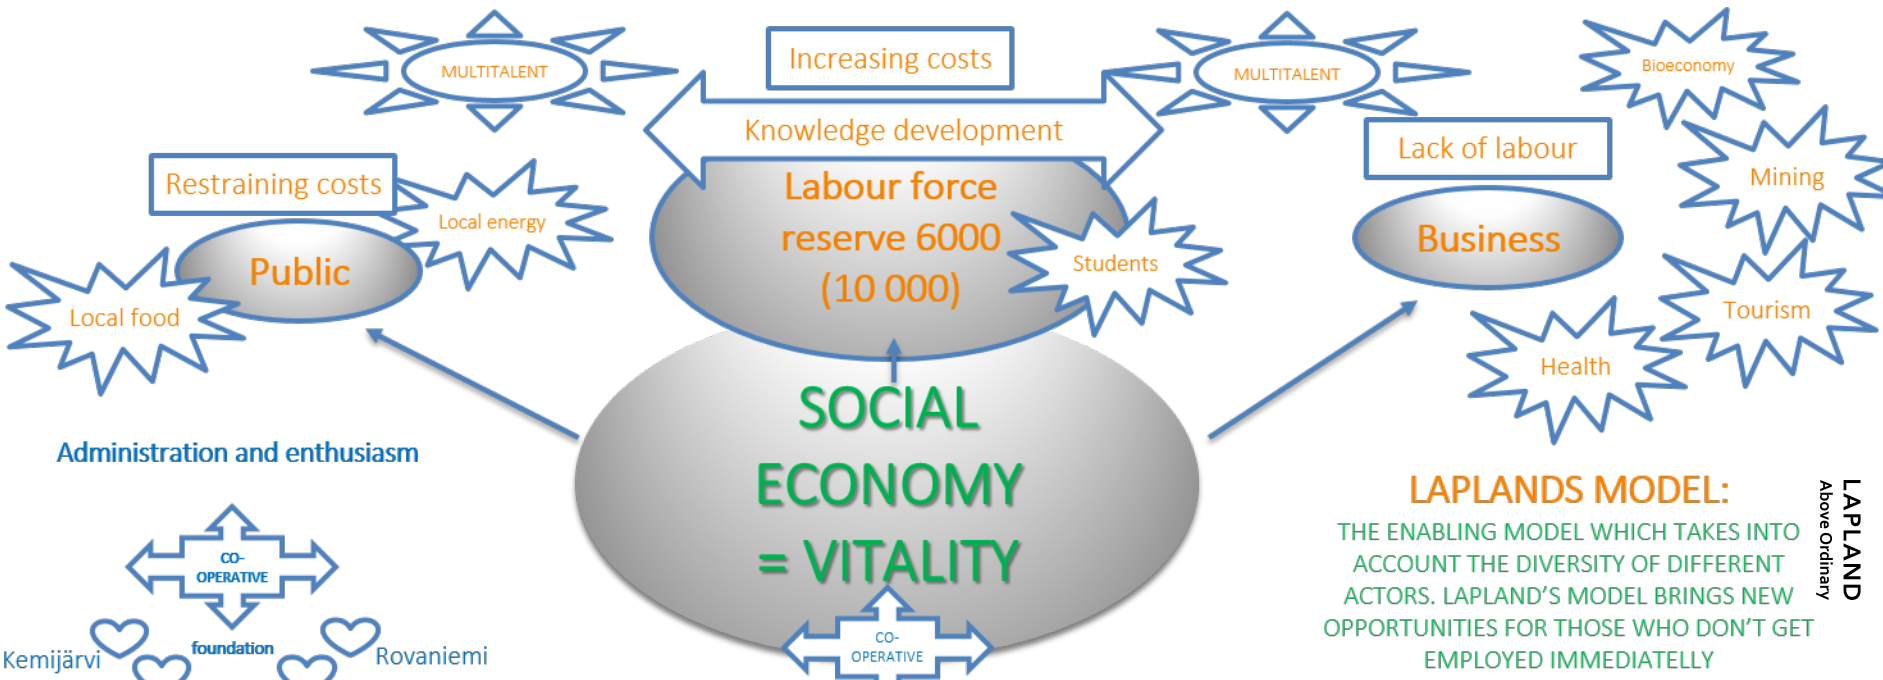 MULTITALENT
Increasing costs
MULTITALENT
Bioeconomy
Knowledge development
Lack of labour
Mining
Restraining costs
Labour force
reserve 6000
(10 000)
Local energy
Students
Business
Public
Local food
Tourism
Health
SOCIAL
ECONOMY
= VITALITY
Administration and enthusiasm
CO-
OPERATIVE
foundation
Kemijärvi
Rovaniemi
CO-
OPERATIVE
LAPLANDS MODEL:
THE ENABLING MODEL WHICH TAKES INTO
ACCOUNT THE DIVERSITY OF DIFFERENT
ACTORS. LAPLAND'S MODEL BRINGS NEW
OPPORTUNITIES FOR THOSE WHO DON'T GET
EMPLOYED IMMEDIATELLY
LAPLAND
Above Ordinary